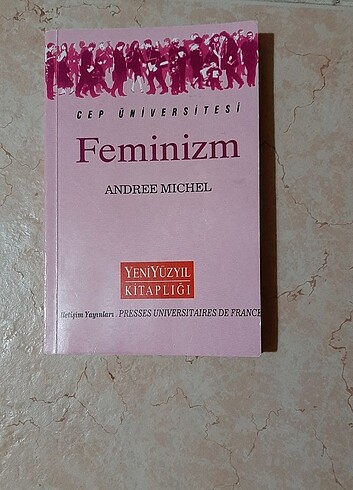 CEP ÜNİVERSİTESİ
Feminizm
ANDREE MICHEL
YENİYÜZYIL
KİTAPLIĞI
İletişim Yayınları . PRESSES UNIVERSITAIRES DE FRANCE